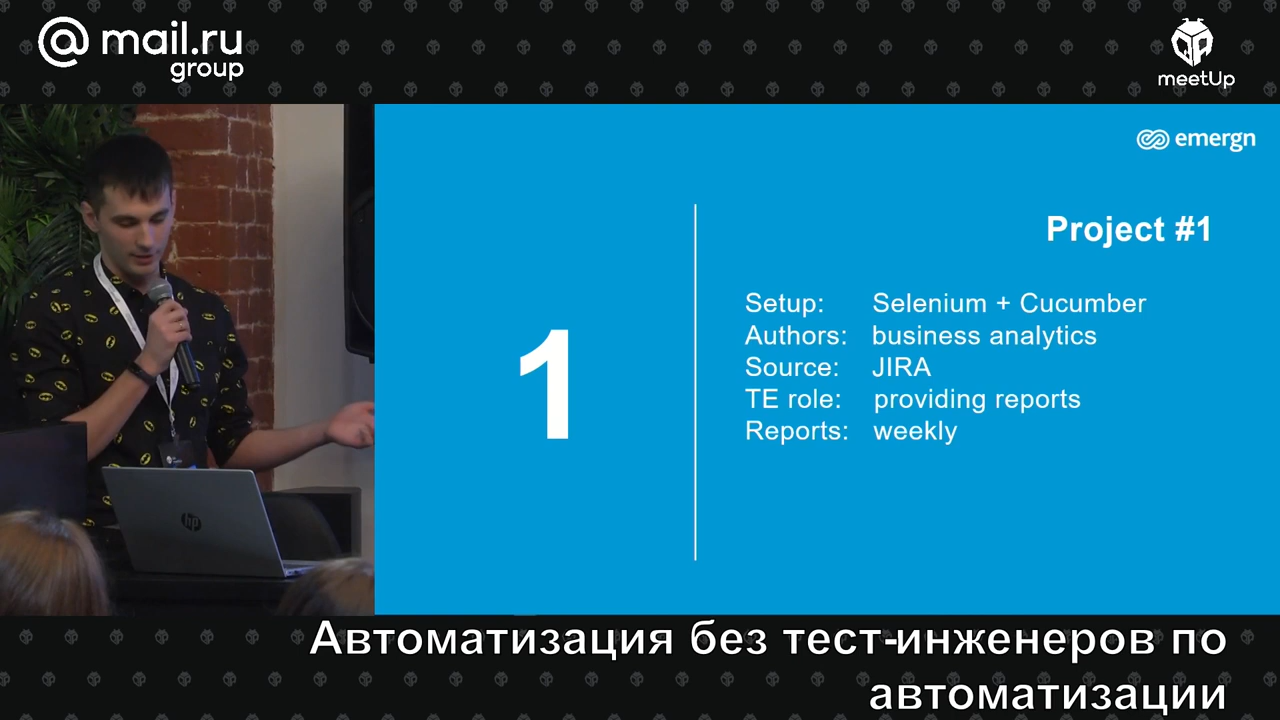 @mail.ru
group
meetUp
emergn
Project #1
1
Setup: Selenium + Cucumber
Authors: business analytics
Source: JIRA
TE role: providing reports
Reports: weekly
hp
Автоматизация без тест-инженеров по
автоматизации